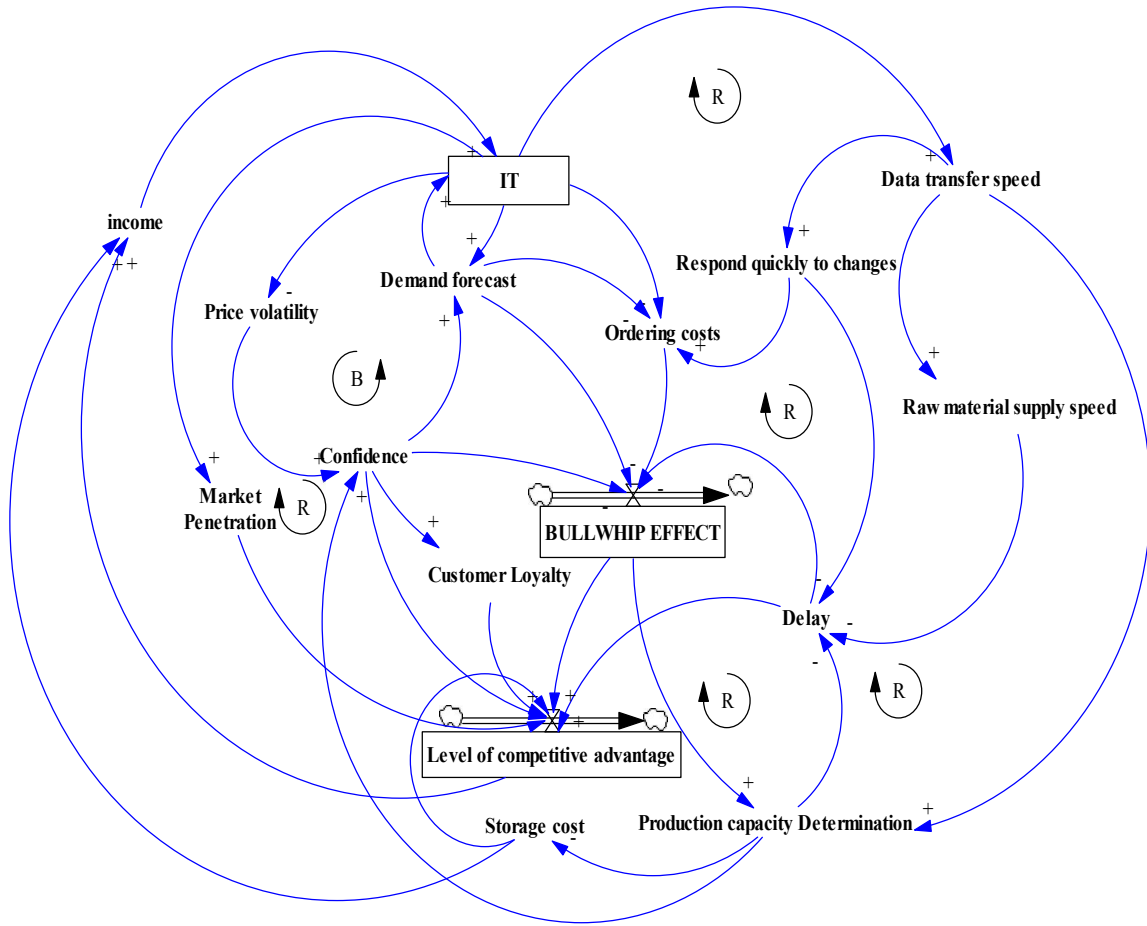 R
IT
Data transfer speed
income
Respond quickly to changes
Demand forecast
Price volatility
Ordering costs
B
R
Raw material supply speed
Confidence
Market
Penetration
R
BULLWHIP EFFECT
Customer Loyalty
Delay
R
R
Level of competitive advantage
Storage cost
Production capacity Determination
+
+
+
+
+
+
+
+
+
-
-
-
+
+
+
+
+
-
-
-
+
-
-
-
+
+
+
+
+
-